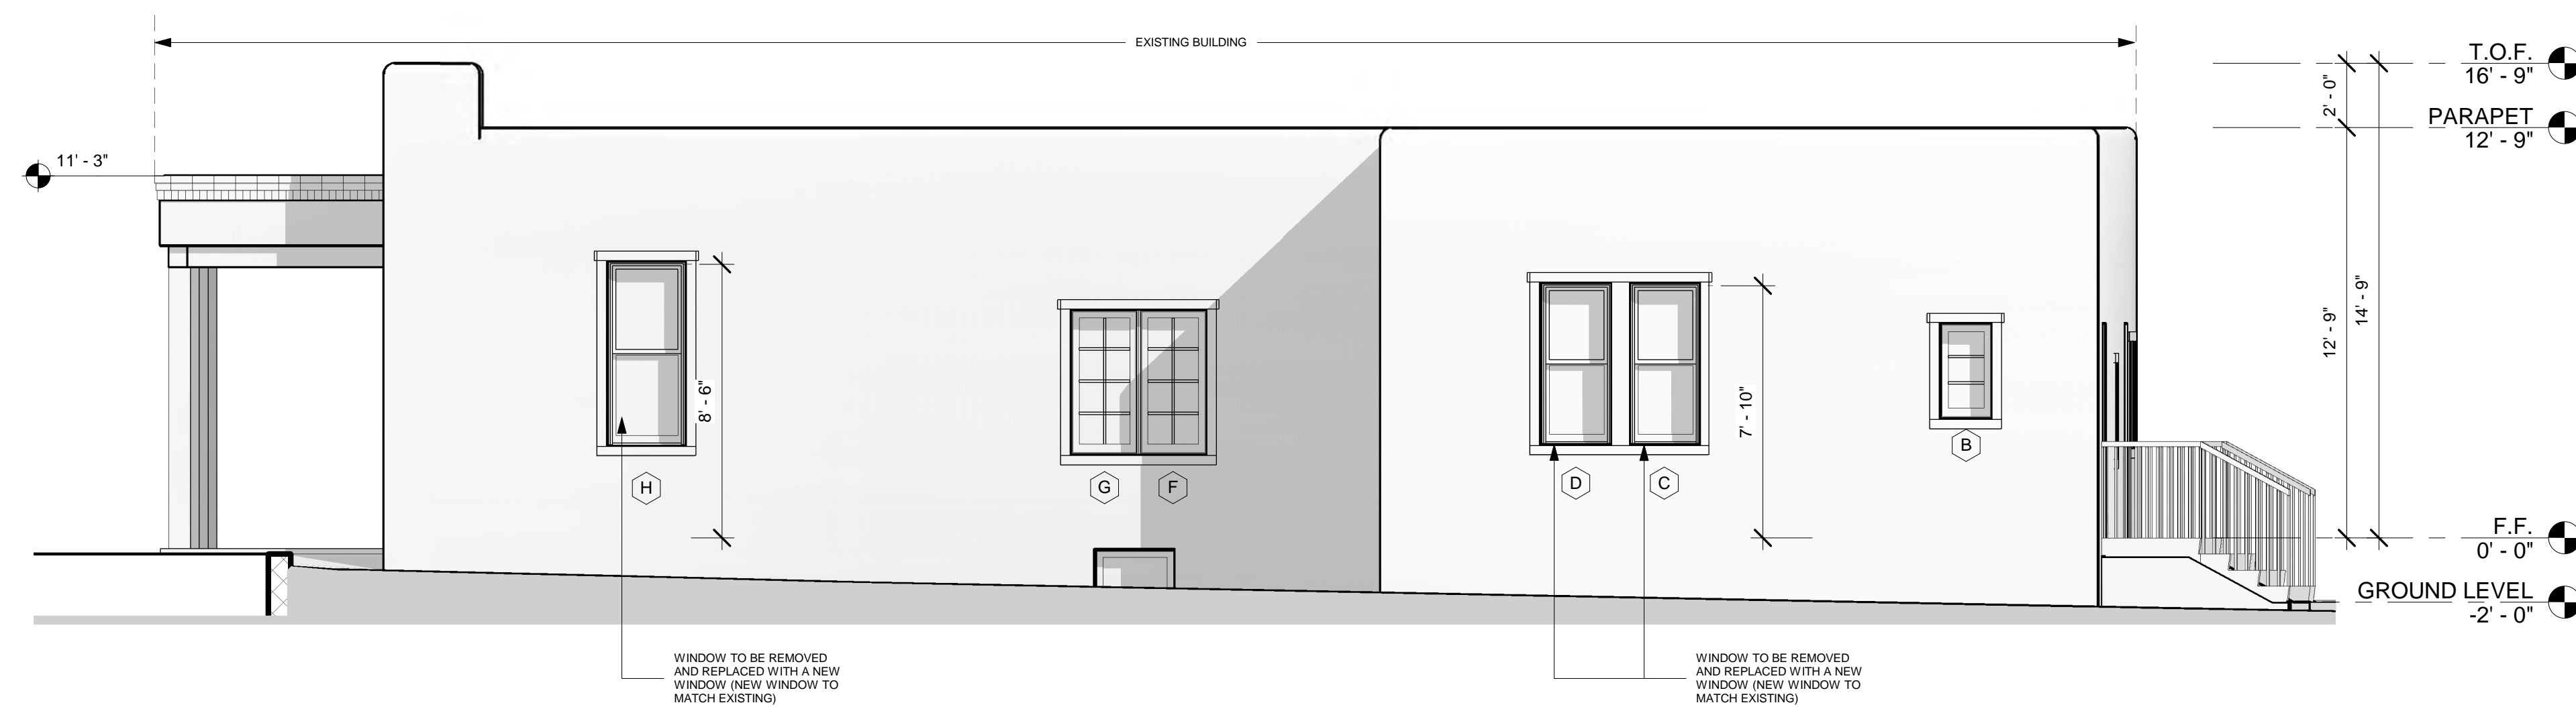 EXISTING BUILDING
T.O.F.
16' - 9"
2' - 0"
PARAPET
12' - 9"
11' - 3"
8' - 6"
7' - 10"
12' - 9"
14' - 9"
H
G
F
D
C
B
F.F.
0' - 0"
GROUND LEVEL
-2' - 0"
WINDOW TO BE REMOVED
AND REPLACED WITH A NEW
WINDOW (NEW WINDOW TO
MATCH EXISTING)
WINDOW TO BE REMOVED
AND REPLACED WITH A NEW
WINDOW (NEW WINDOW TO
MATCH EXISTING)